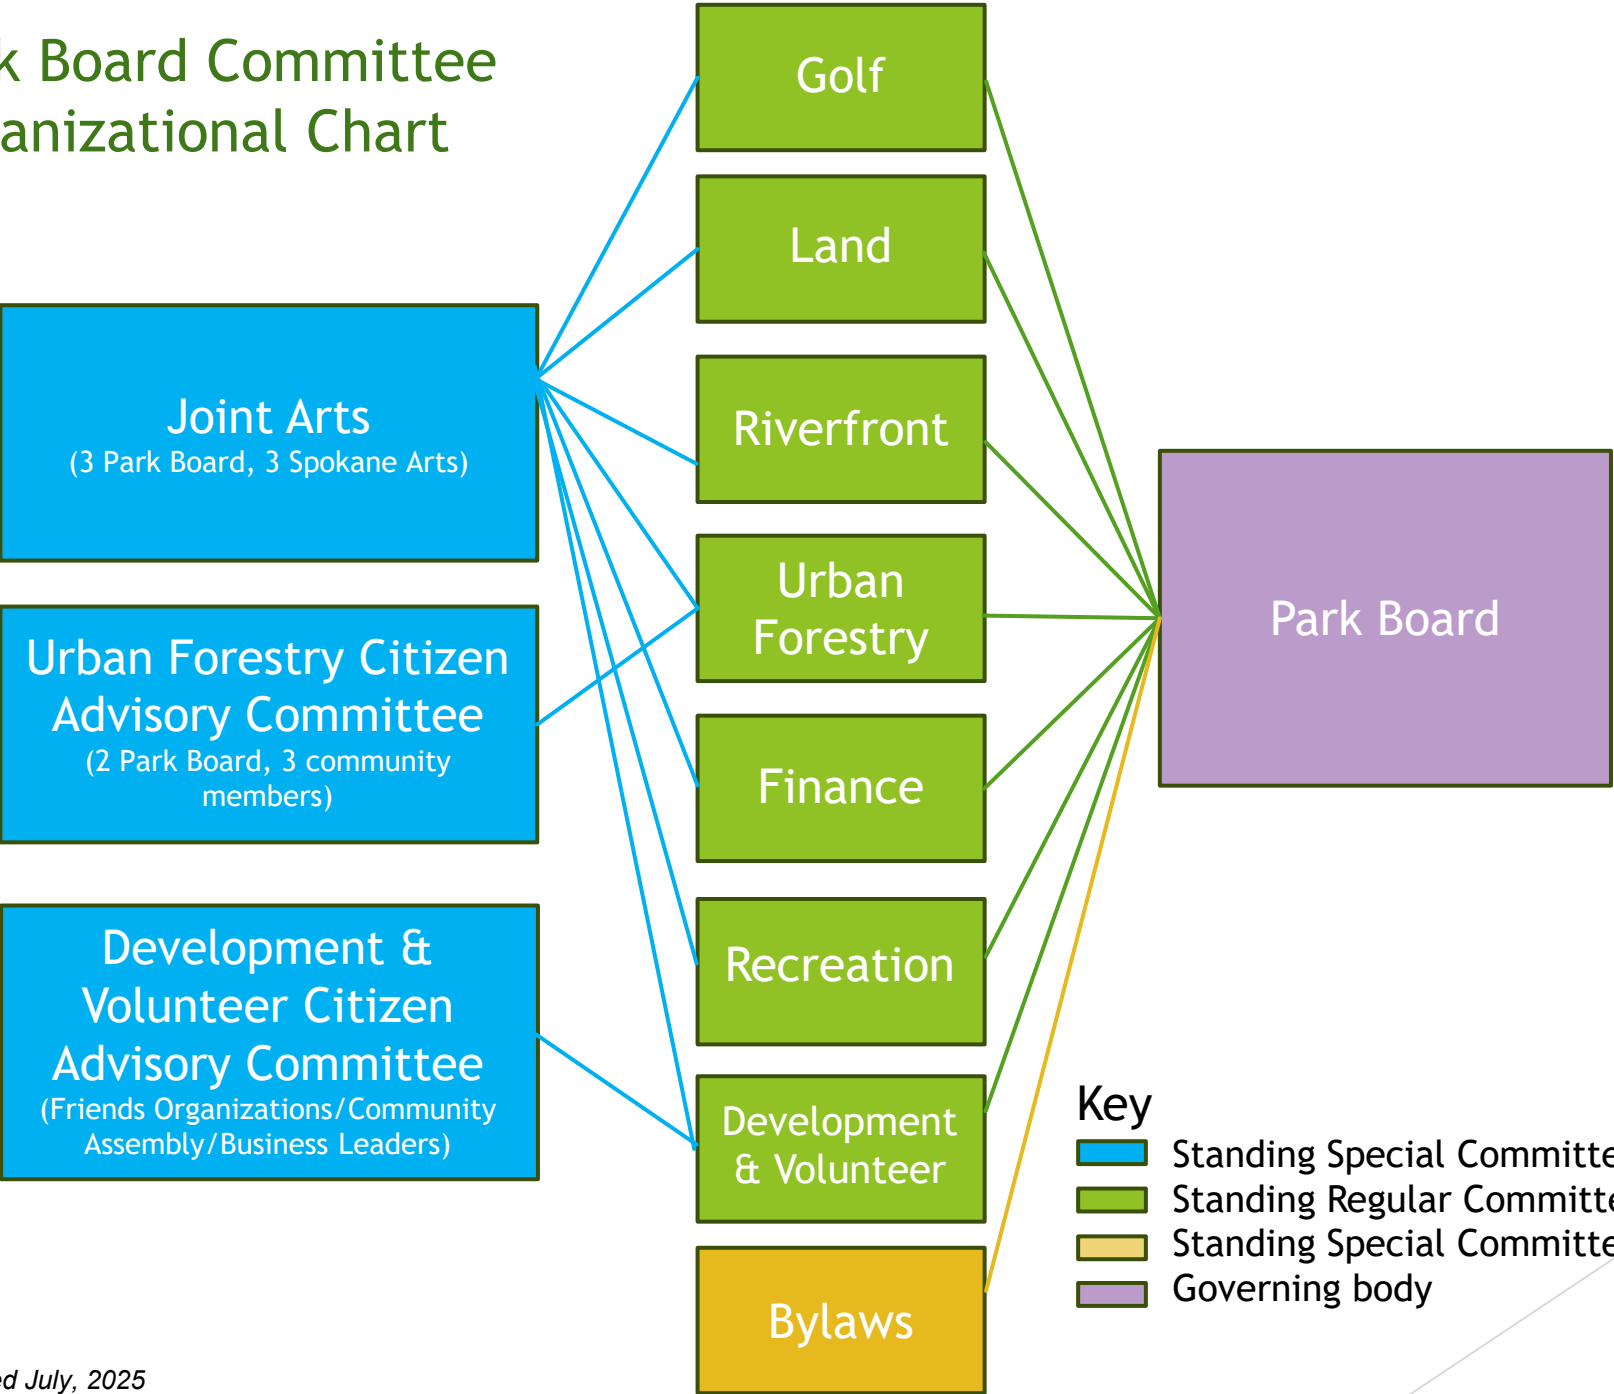 k Board Committee
anizational Chart
Golf
Land
Riverfront
Urban
Forestry
Finance
Recreation
Development
& Volunteer
Bylaws
Joint Arts
(3 Park Board, 3 Spokane Arts)
Urban Forestry Citizen
Advisory Committee
(2 Park Board, 3 community
members)
Development &
Volunteer Citizen
Advisory Committee
(Friends Organizations/Community
Assembly/Business Leaders)
Park Board
Key
Standing Special Committe
Standing Regular Committe
Standing Special Committe
Governing body
d July, 2025